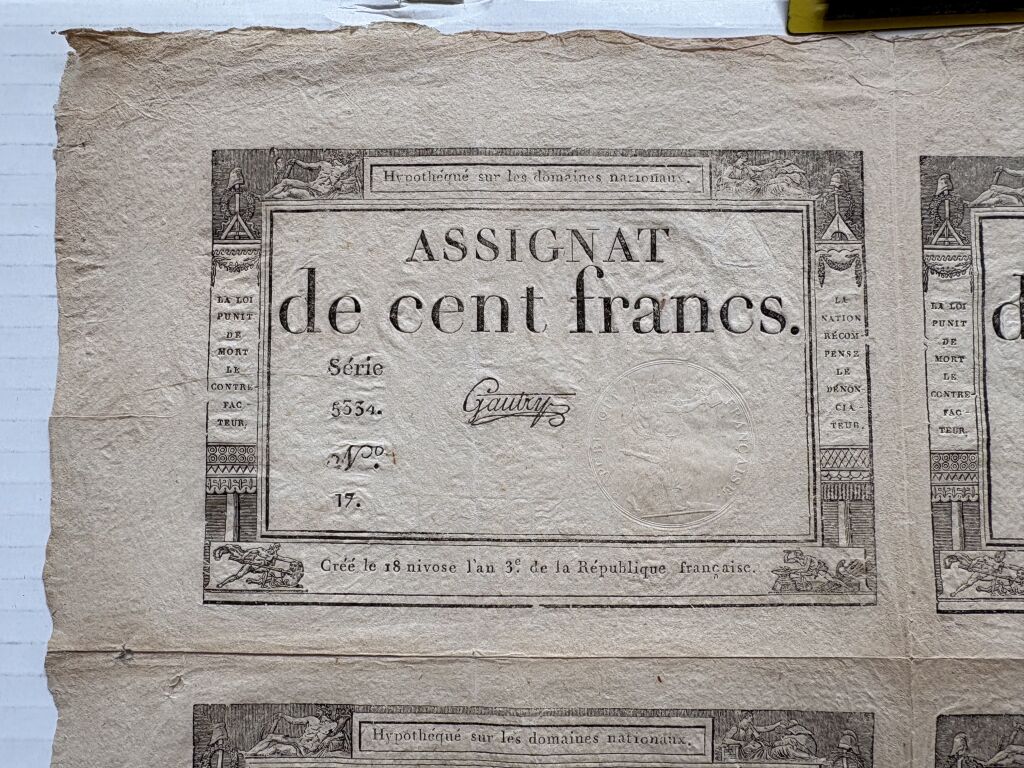 Hypothéqué sur les domaines nationaux.
ASSIGNAT
de cent francs.
LA LOI
PUNIT
DE
MORT
LE
CONTRE-
FAC-
TEUR.
Série
5534.
N°.
17.
Gautry
LA
NATION
RÉCOM-
PENSE
LE
DÉNON-
CIA-
TEUR.
Créé le 18 nivose l'an 3e. de la République française.
LA LOI
PUNIT
DE
MORT
LE
CONTRE-
FAC-
TEUR.
d
Hypothéqué sur les domaines nationaux.